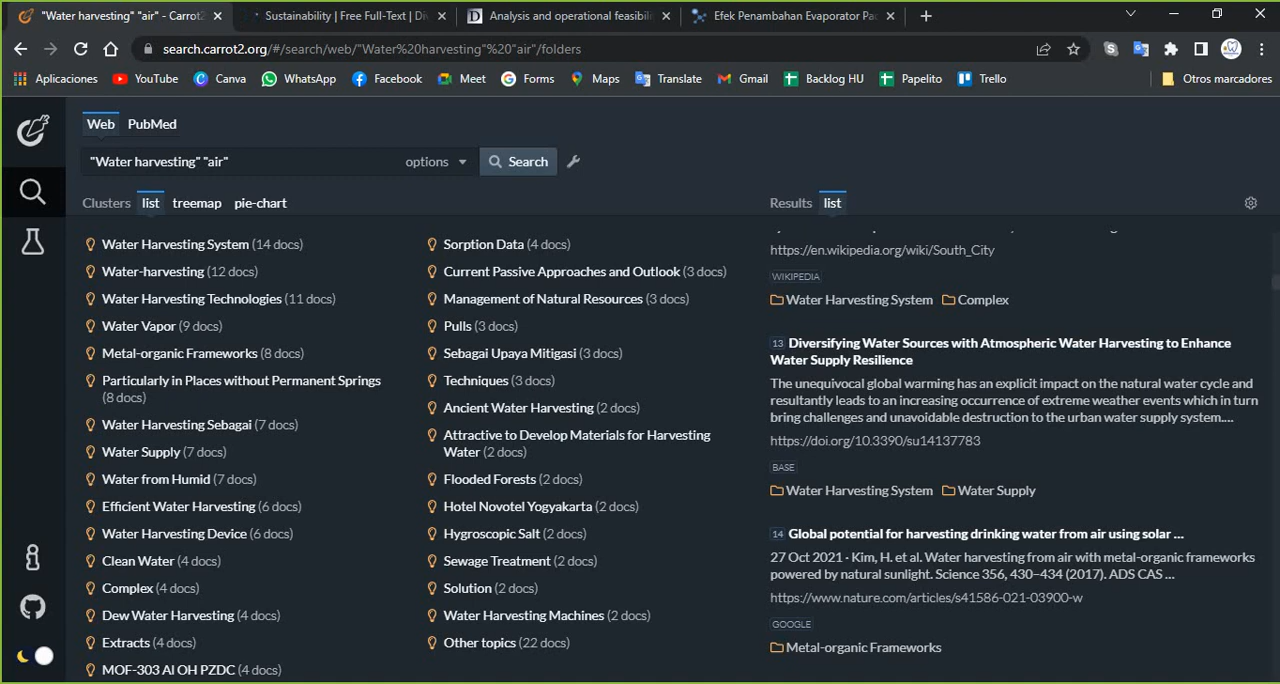 "Water harvesting" "air" - Carrot2
Sustainability | Free Full-Text | Div
Analysis and operational feasibili
Efek Penambahan Evaporator Pad
search.carrot2.org/#/search/web/"Water%20harvesting"%20"air"/folders
Aplicaciones
YouTube
Canva
WhatsApp
Facebook
Meet
Forms
Maps
Translate
Gmail
Backlog HU
Papelito
Trello
Otros marcadores
Web
PubMed
"Water harvesting" "air"
options
Search
Clusters
list
treemap
pie-chart
Water Harvesting System (14 docs)
Water-harvesting (12 docs)
Water Harvesting Technologies (11 docs)
Water Vapor (9 docs)
Metal-organic Frameworks (8 docs)
Particularly in Places without Permanent Springs
(8 docs)
Water Harvesting Sebagai (7 docs)
Water Supply (7 docs)
Water from Humid (7 docs)
Efficient Water Harvesting (6 docs)
Water Harvesting Device (6 docs)
Clean Water (4 docs)
Complex (4 docs)
Dew Water Harvesting (4 docs)
Extracts (4 docs)
MOF-303 Al OH PZDC (4 docs)
Sorption Data (4 docs)
Current Passive Approaches and Outlook (3 docs)
Management of Natural Resources (3 docs)
Pulls (3 docs)
Sebagai Upaya Mitigasi (3 docs)
Techniques (3 docs)
Ancient Water Harvesting (2 docs)
Attractive to Develop Materials for Harvesting
Water (2 docs)
Flooded Forests (2 docs)
Hotel Novotel Yogyakarta (2 docs)
Hygroscopic Salt (2 docs)
Sewage Treatment (2 docs)
Solution (2 docs)
Water Harvesting Machines (2 docs)
Other topics (22 docs)
Results
list
https://en.wikipedia.org/wiki/South_City
WIKIPEDIA
Water Harvesting System
Complex
13 Diversifying Water Sources with Atmospheric Water Harvesting to Enhance
Water Supply Resilience
The unequivocal global warming has an explicit impact on the natural water cycle and
resultantly leads to an increasing occurrence of extreme weather events which in turn
bring challenges and unavoidable destruction to the urban water supply system....
https://doi.org/10.3390/su14137783
BASE
Water Harvesting System
Water Supply
14 Global potential for harvesting drinking water from air using solar ...
27 Oct 2021 · Kim, H. et al. Water harvesting from air with metal-organic frameworks
powered by natural sunlight. Science 356, 430–434 (2017). ADS CAS ...
https://www.nature.com/articles/s41586-021-03900-w
GOOGLE
Metal-organic Frameworks